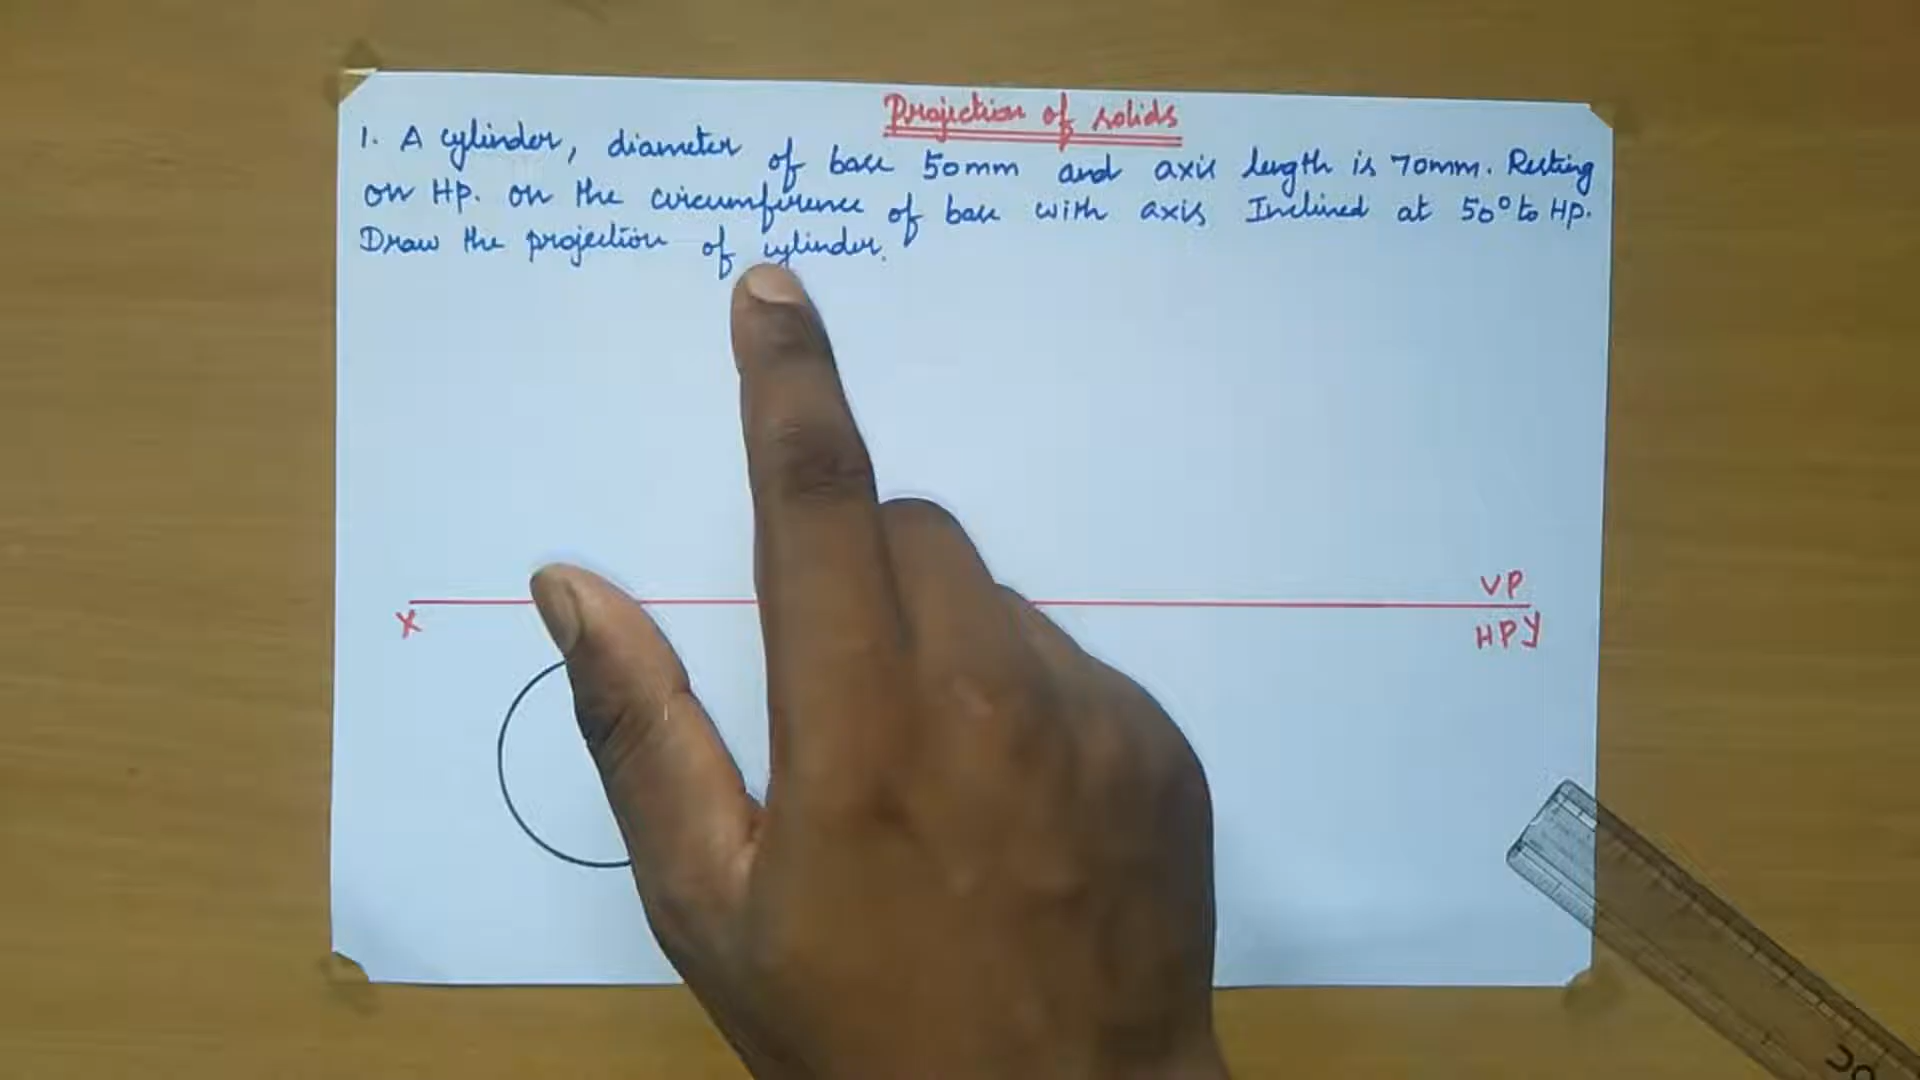 Projection of solids
1. A cylinder, diameter of base 50mm and axis length is 70mm. Resting
on HP. on the circumference of base with axis Inclined at 50° to HP.
Draw the projection of cylinder.
VP
X
HP Y